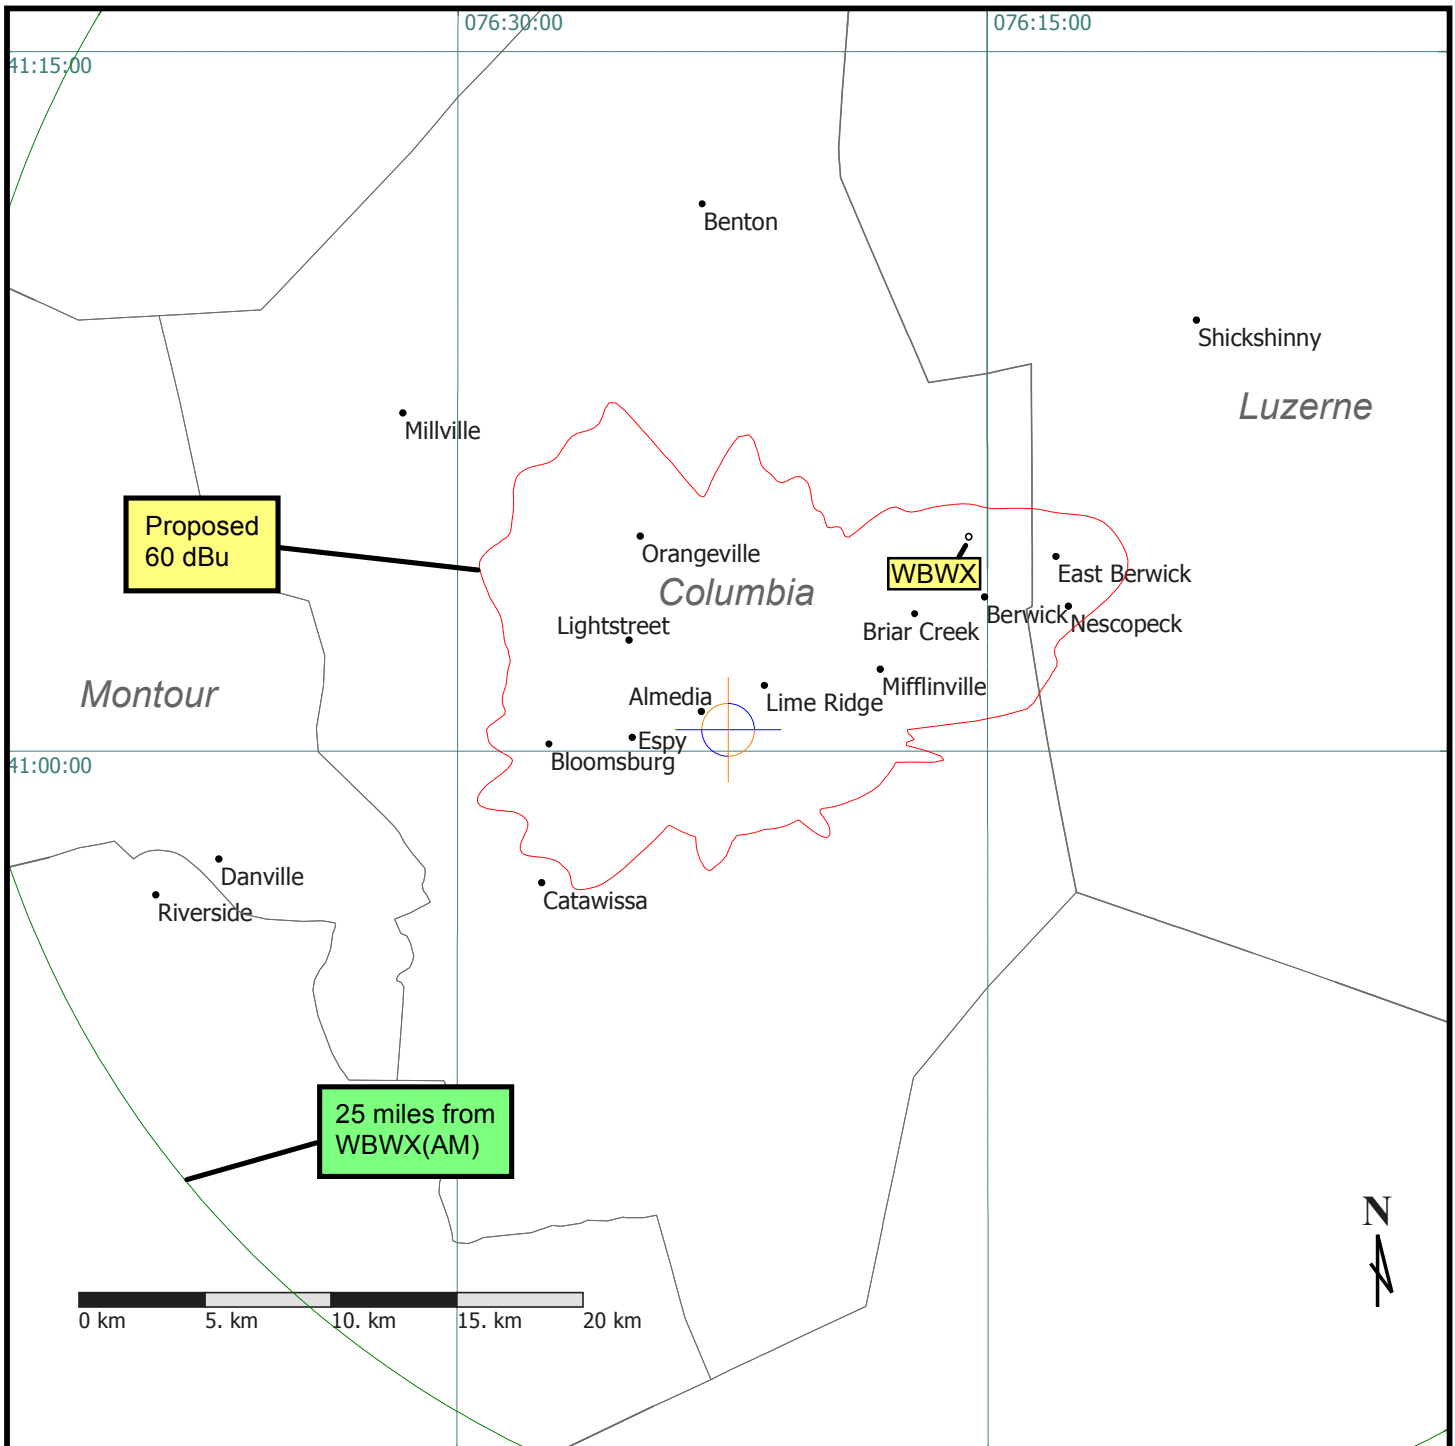 076:30:00
076:15:00
41:15:00
Benton
Shickshinny
Luzerne
Millville
Proposed
60 dBu
Orangeville
WBWX
East Berwick
Columbia
Berwick
Nescopeck
Briar Creek
Lightstreet
Montour
Mifflinville
Almedia
Lime Ridge
Espy
Bloomsburg
41:00:00
Danville
Riverside
Catawissa
25 miles from
WBWX(AM)
N
0 km
5. km
10. km
15. km
20 km